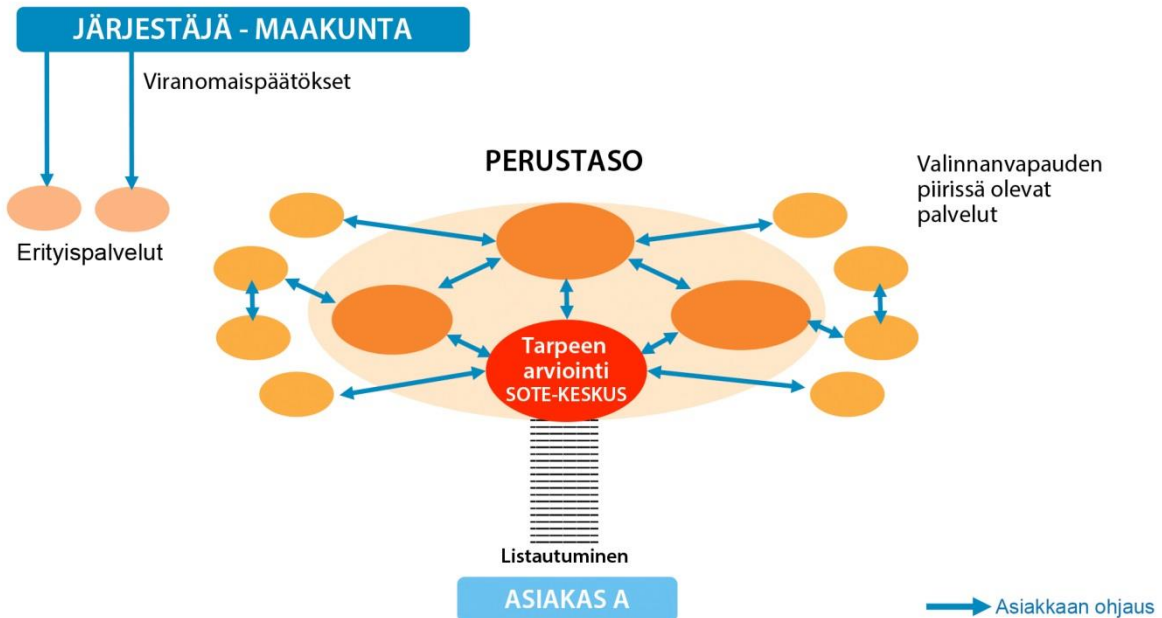 JÄRJESTÄJÄ - MAAKUNTA
Viranomaispäätökset
Erityispalvelut
PERUSTASO
Valinnanvapauden
piirissä olevat
palvelut
Tarpeen
arviointi
SOTE-KESKUS
Listautuminen
ASIAKAS A
Asiakkaan ohjaus